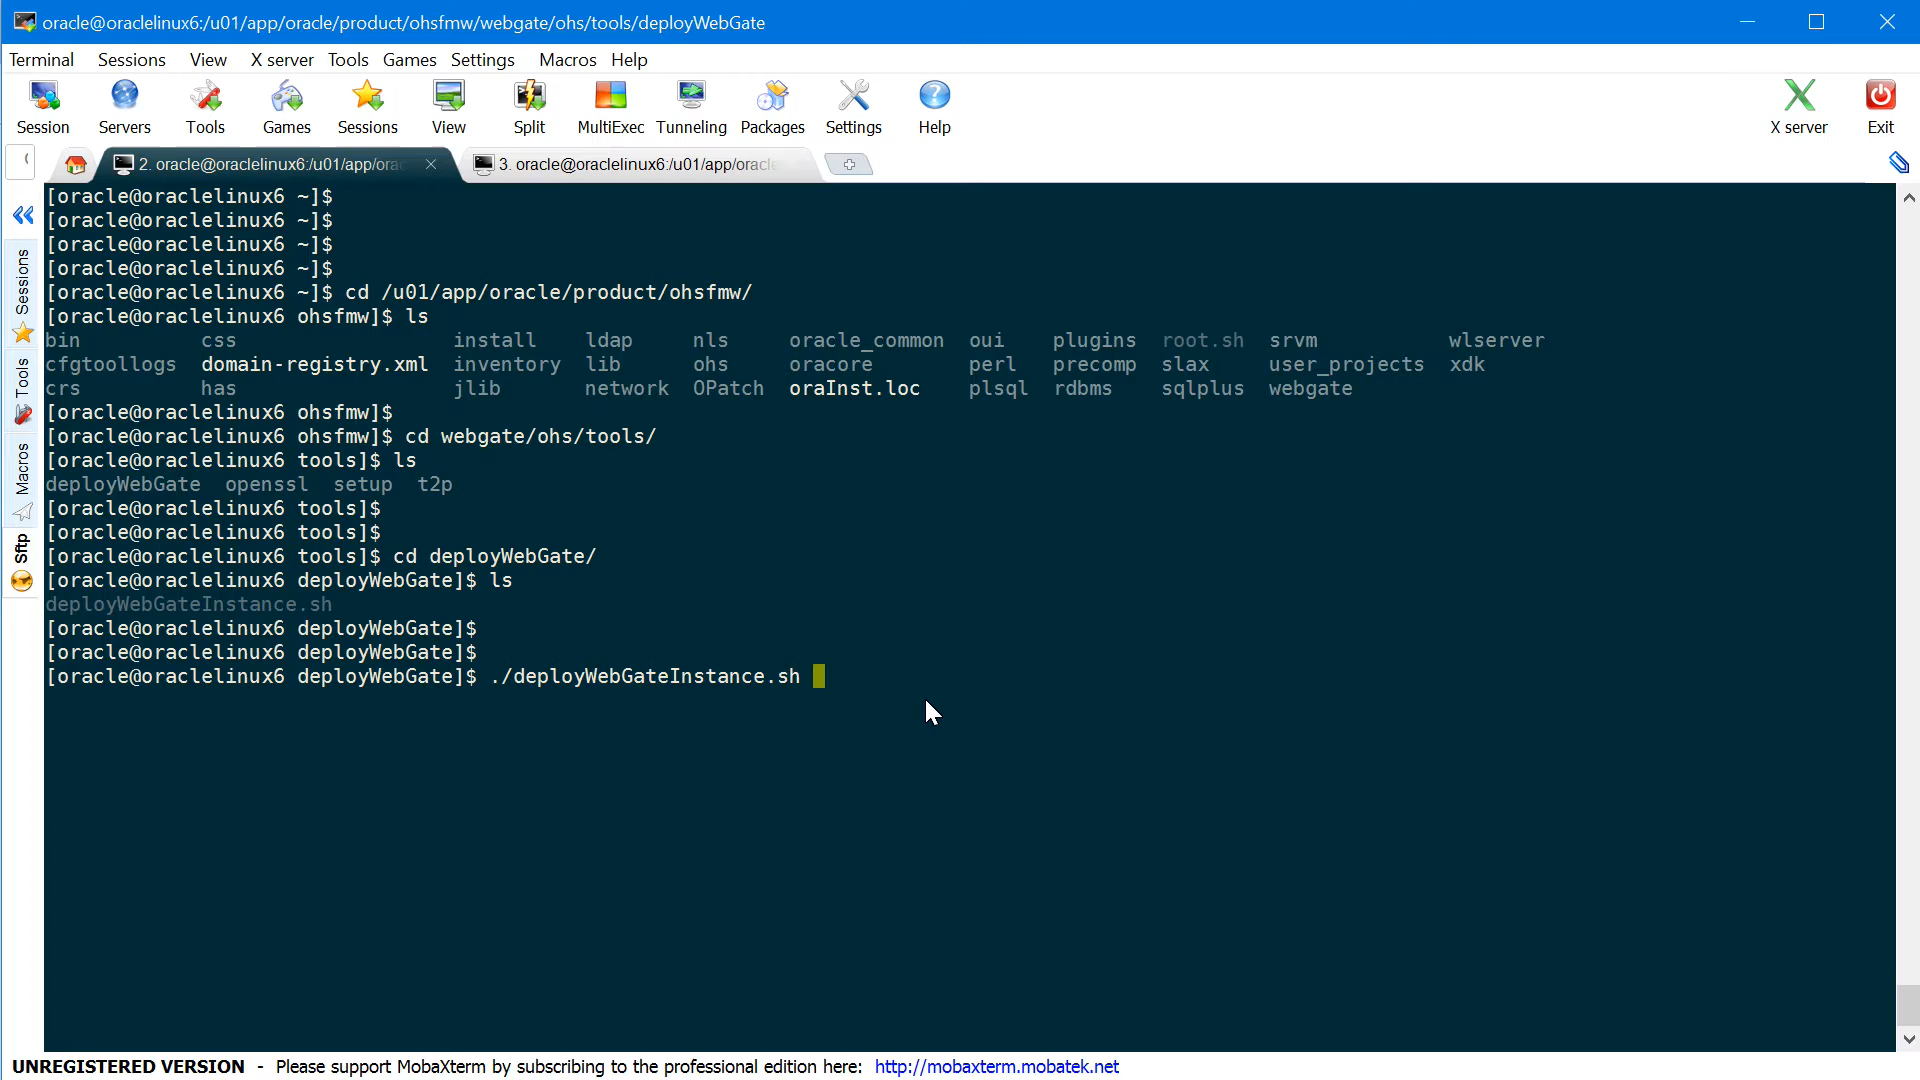 oracle@oraclelinux6:/u01/app/oracle/product/ohsfmw/webgate/ohs/tools/deployWebGate
Terminal Sessions View X server Tools Games Settings Macros Help
Session Servers Tools Games Sessions View Split MultiExec Tunneling Packages Settings Help X server Exit
2. oracle@oraclelinux6:/u01/app/ora 3. oracle@oraclelinux6:/u01/app/oracle
Sessions
Tools
Macros
Sftp
[oracle@oraclelinux6 ~]$
[oracle@oraclelinux6 ~]$
[oracle@oraclelinux6 ~]$
[oracle@oraclelinux6 ~]$
[oracle@oraclelinux6 ~]$ cd /u01/app/oracle/product/ohsfmw/
[oracle@oraclelinux6 ohsfmw]$ ls
bin css install ldap nls oracle_common oui plugins root.sh srvm wlserver
cfgtoollogs domain-registry.xml inventory lib ohs oracore perl precomp slax user_projects xdk
crs has jlib network OPatch oraInst.loc plsql rdbms sqlplus webgate
[oracle@oraclelinux6 ohsfmw]$
[oracle@oraclelinux6 ohsfmw]$ cd webgate/ohs/tools/
[oracle@oraclelinux6 tools]$ ls
deployWebGate openssl setup t2p
[oracle@oraclelinux6 tools]$
[oracle@oraclelinux6 tools]$
[oracle@oraclelinux6 tools]$ cd deployWebGate/
[oracle@oraclelinux6 deployWebGate]$ ls
deployWebGateInstance.sh
[oracle@oraclelinux6 deployWebGate]$
[oracle@oraclelinux6 deployWebGate]$
[oracle@oraclelinux6 deployWebGate]$ ./deployWebGateInstance.sh
UNREGISTERED VERSION - Please support MobaXterm by subscribing to the professional edition here: http://mobaxterm.mobatek.net